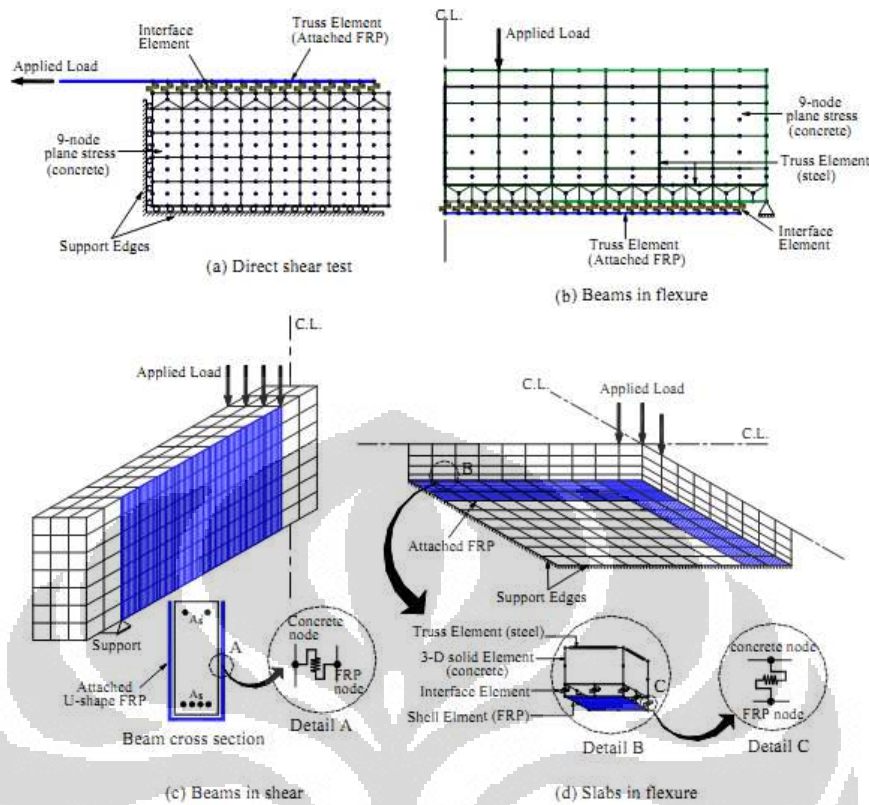 Interface
Element
Truss Element
(Attached FRP)
Applied Load
9-node
plane stress
(concrete)
Support Edges
(a) Direct shear test
C.L.
Applied Load
9-node
plane stress
(concrete)
Truss Element
(steel)
Interface
Element
Truss Element
(Attached FRP)
(b) Beams in flexure
C.L.
Applied Load
Support
As
As
A
Attached
U-shape FRP
Beam cross section
Concrete
node
FRP
node
Detail A
(c) Beams in shear
C.L.
Applied Load
C.L.
B
Attached FRP
Support Edges
Truss Element (steel)
3-D solid Element
(concrete)
Interface Element
Shell Elment (FRP)
C
Detail B
concrete node
FRP node
Detail C
(d) Slabs in flexure